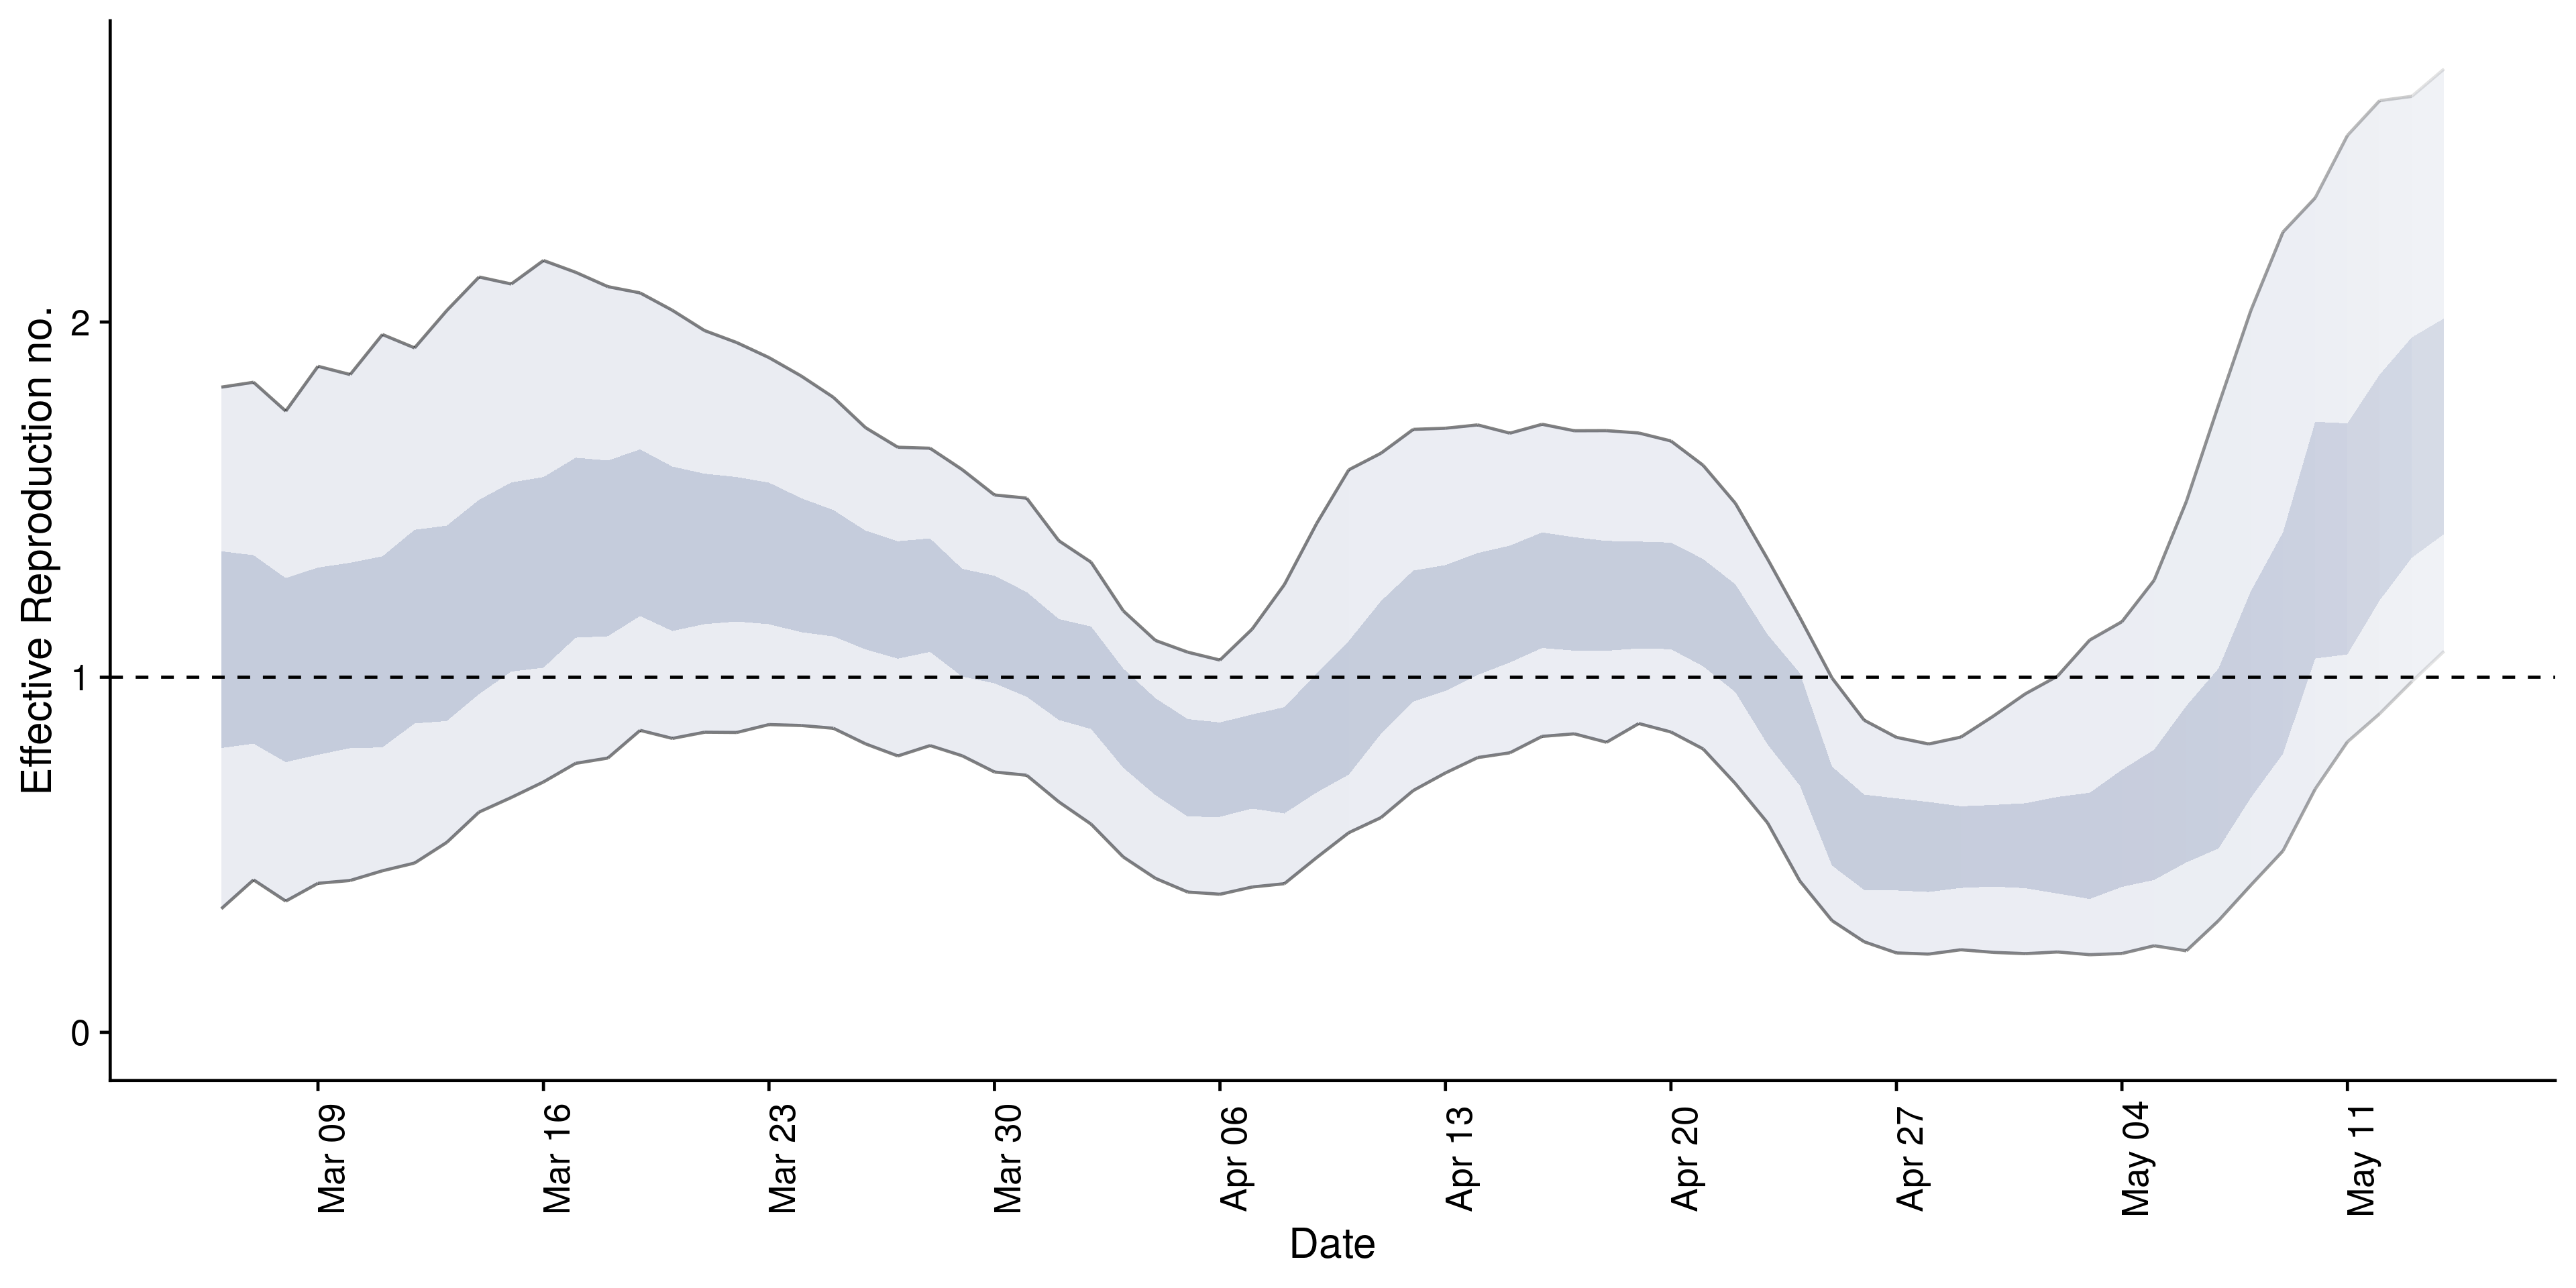 Effective Reproduction no.
2
1
0
Mar 09
Mar 16
Mar 23
Mar 30
Apr 06
Apr 13
Apr 20
Apr 27
May 04
May 11
Date